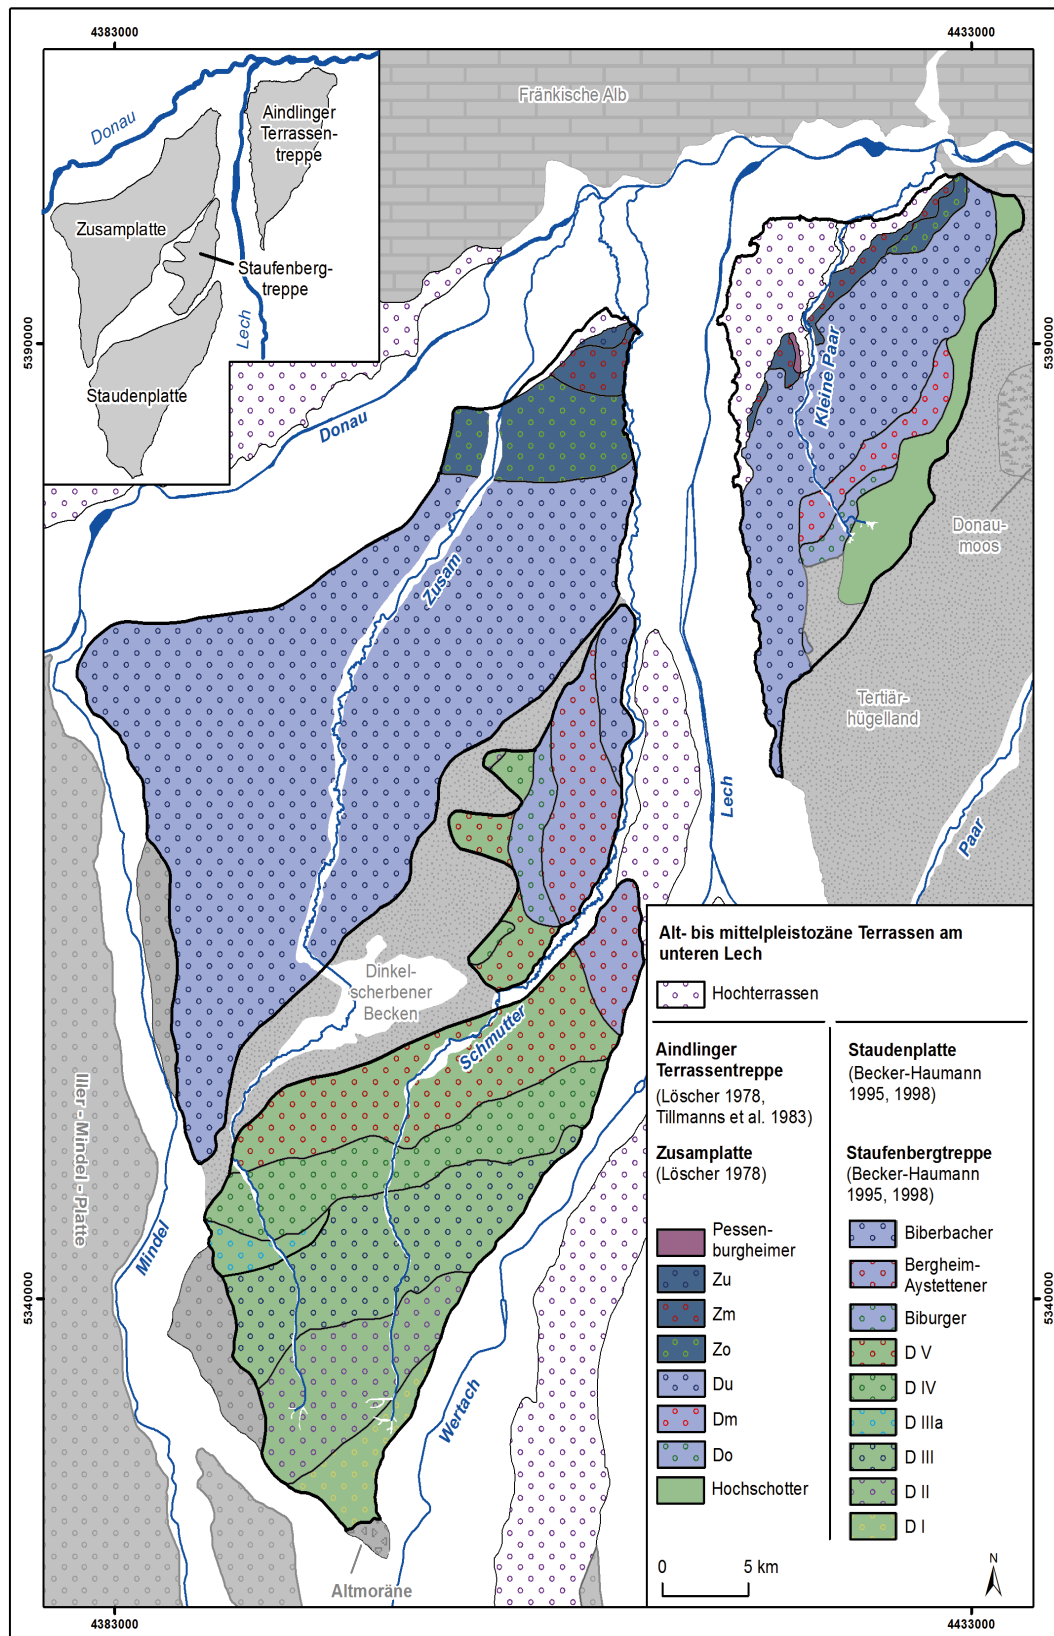 4383000
4433000
Fränkische Alb
Donau
Aindlinger
Terrassen-
treppe
Zusamplatte
Staufenberg-
treppe
Lech
Staudenplatte
5390000
5390000
Donau
Kleine Paar
Zusam
Donau-
moos
Tertiär-
hügelland
Lech
Paar
Dinkel-
scherbener
Becken
Schmutter
Iller - Mindel - Platte
Mindel
Wertach
Altmoräne
5340000
5340000
Alt- bis mittelpleistozäne Terrassen am
unteren Lech
Hochterrassen
Aindlinger
Terrassentreppe
(Löscher 1978,
Tillmanns et al. 1983)
Zusamplatte
(Löscher 1978)
Pessen-
burgheimer
Zu
Zm
Zo
Du
Dm
Do
Hochschotter
Staudenplatte
(Becker-Haumann
1995, 1998)
Staufenbergtreppe
(Becker-Haumann
1995, 1998)
Biberbacher
Bergheim-
Aystettener
Biburger
D V
D IV
D IIIa
D III
D II
D I
0
5 km
N
4383000
4433000